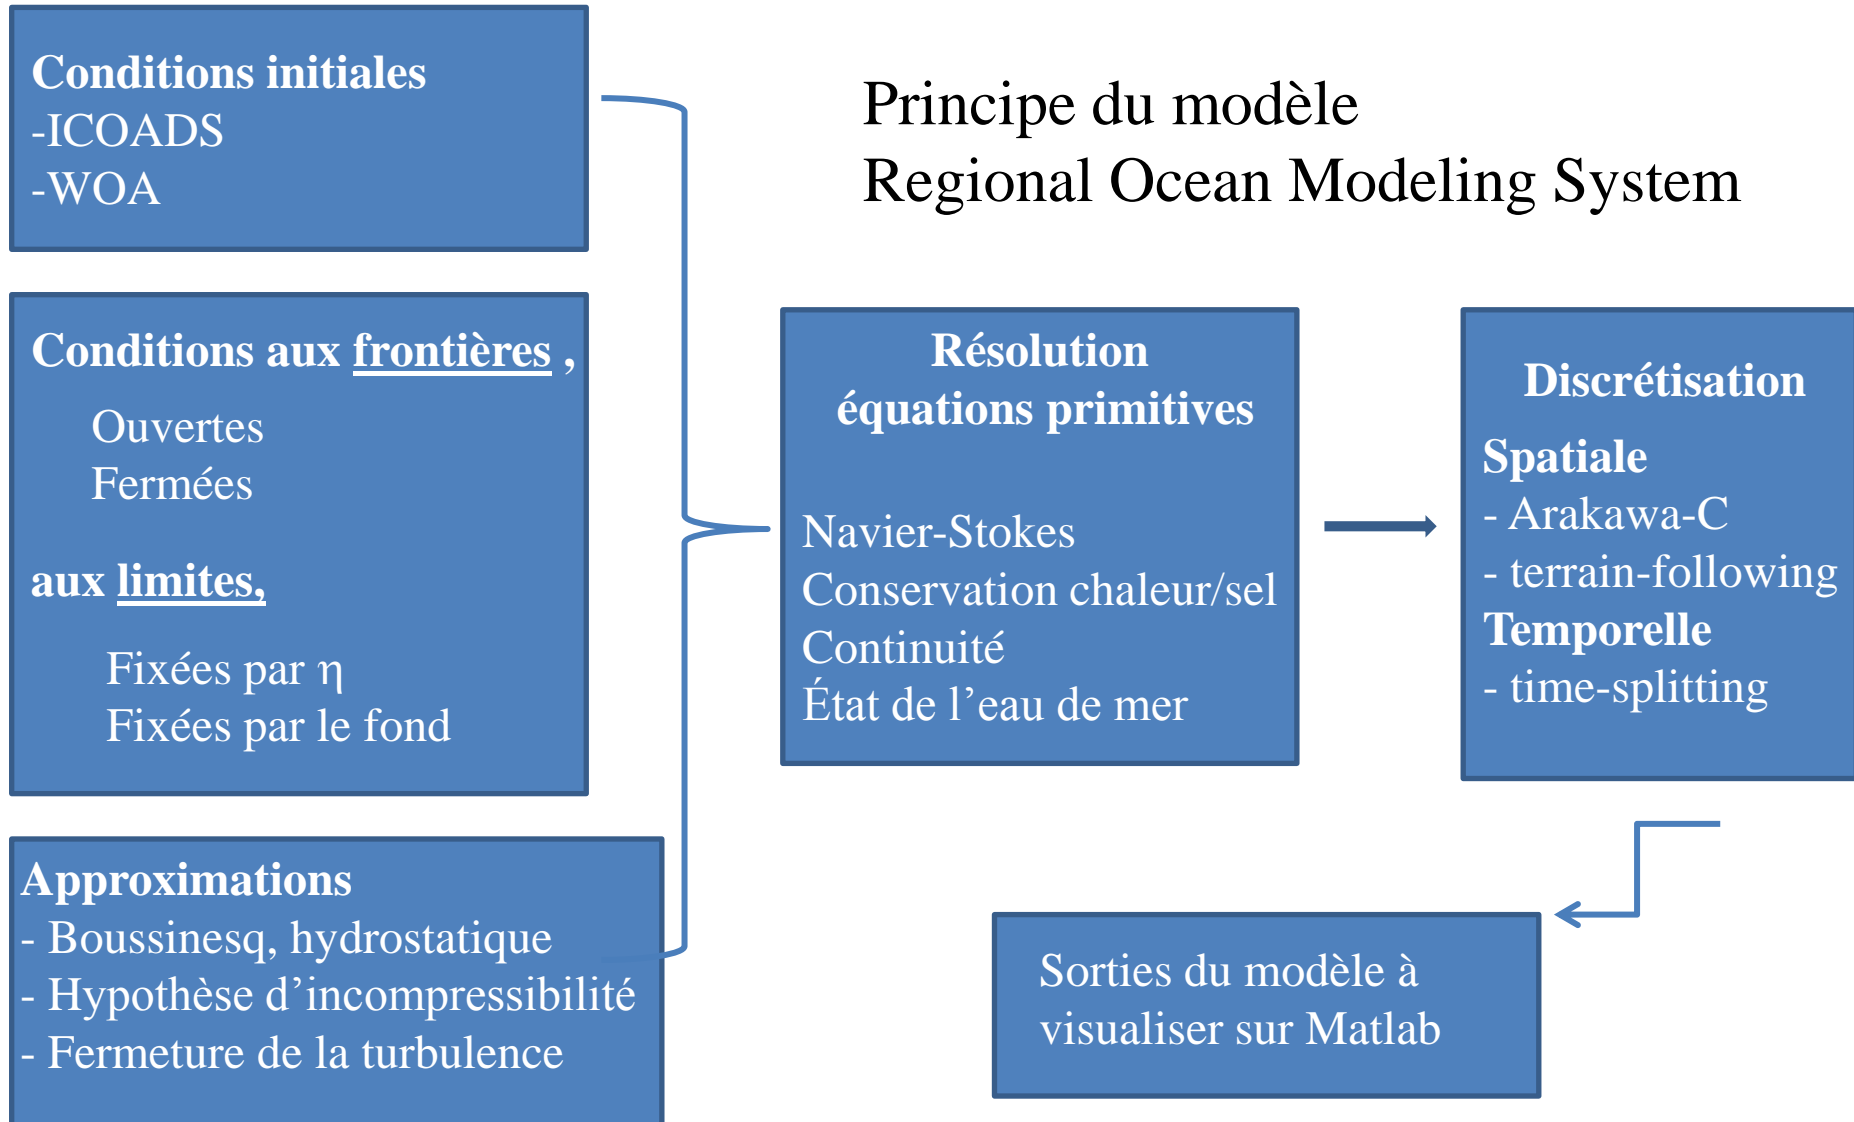 Principe du modèle
Regional Ocean Modeling System
Conditions initiales
-ICOADS
-WOA
Conditions aux frontières ,
Ouvertes
Fermées
aux limites,
Fixées par η
Fixées par le fond
Approximations
- Boussinesq, hydrostatique
- Hypothèse d’incompressibilité
- Fermeture de la turbulence
Résolution
équations primitives
Navier-Stokes
Conservation chaleur/sel
Continuité
État de l’eau de mer
Discrétisation
Spatiale
- Arakawa-C
- terrain-following
Temporelle
- time-splitting
Sorties du modèle à
visualiser sur Matlab